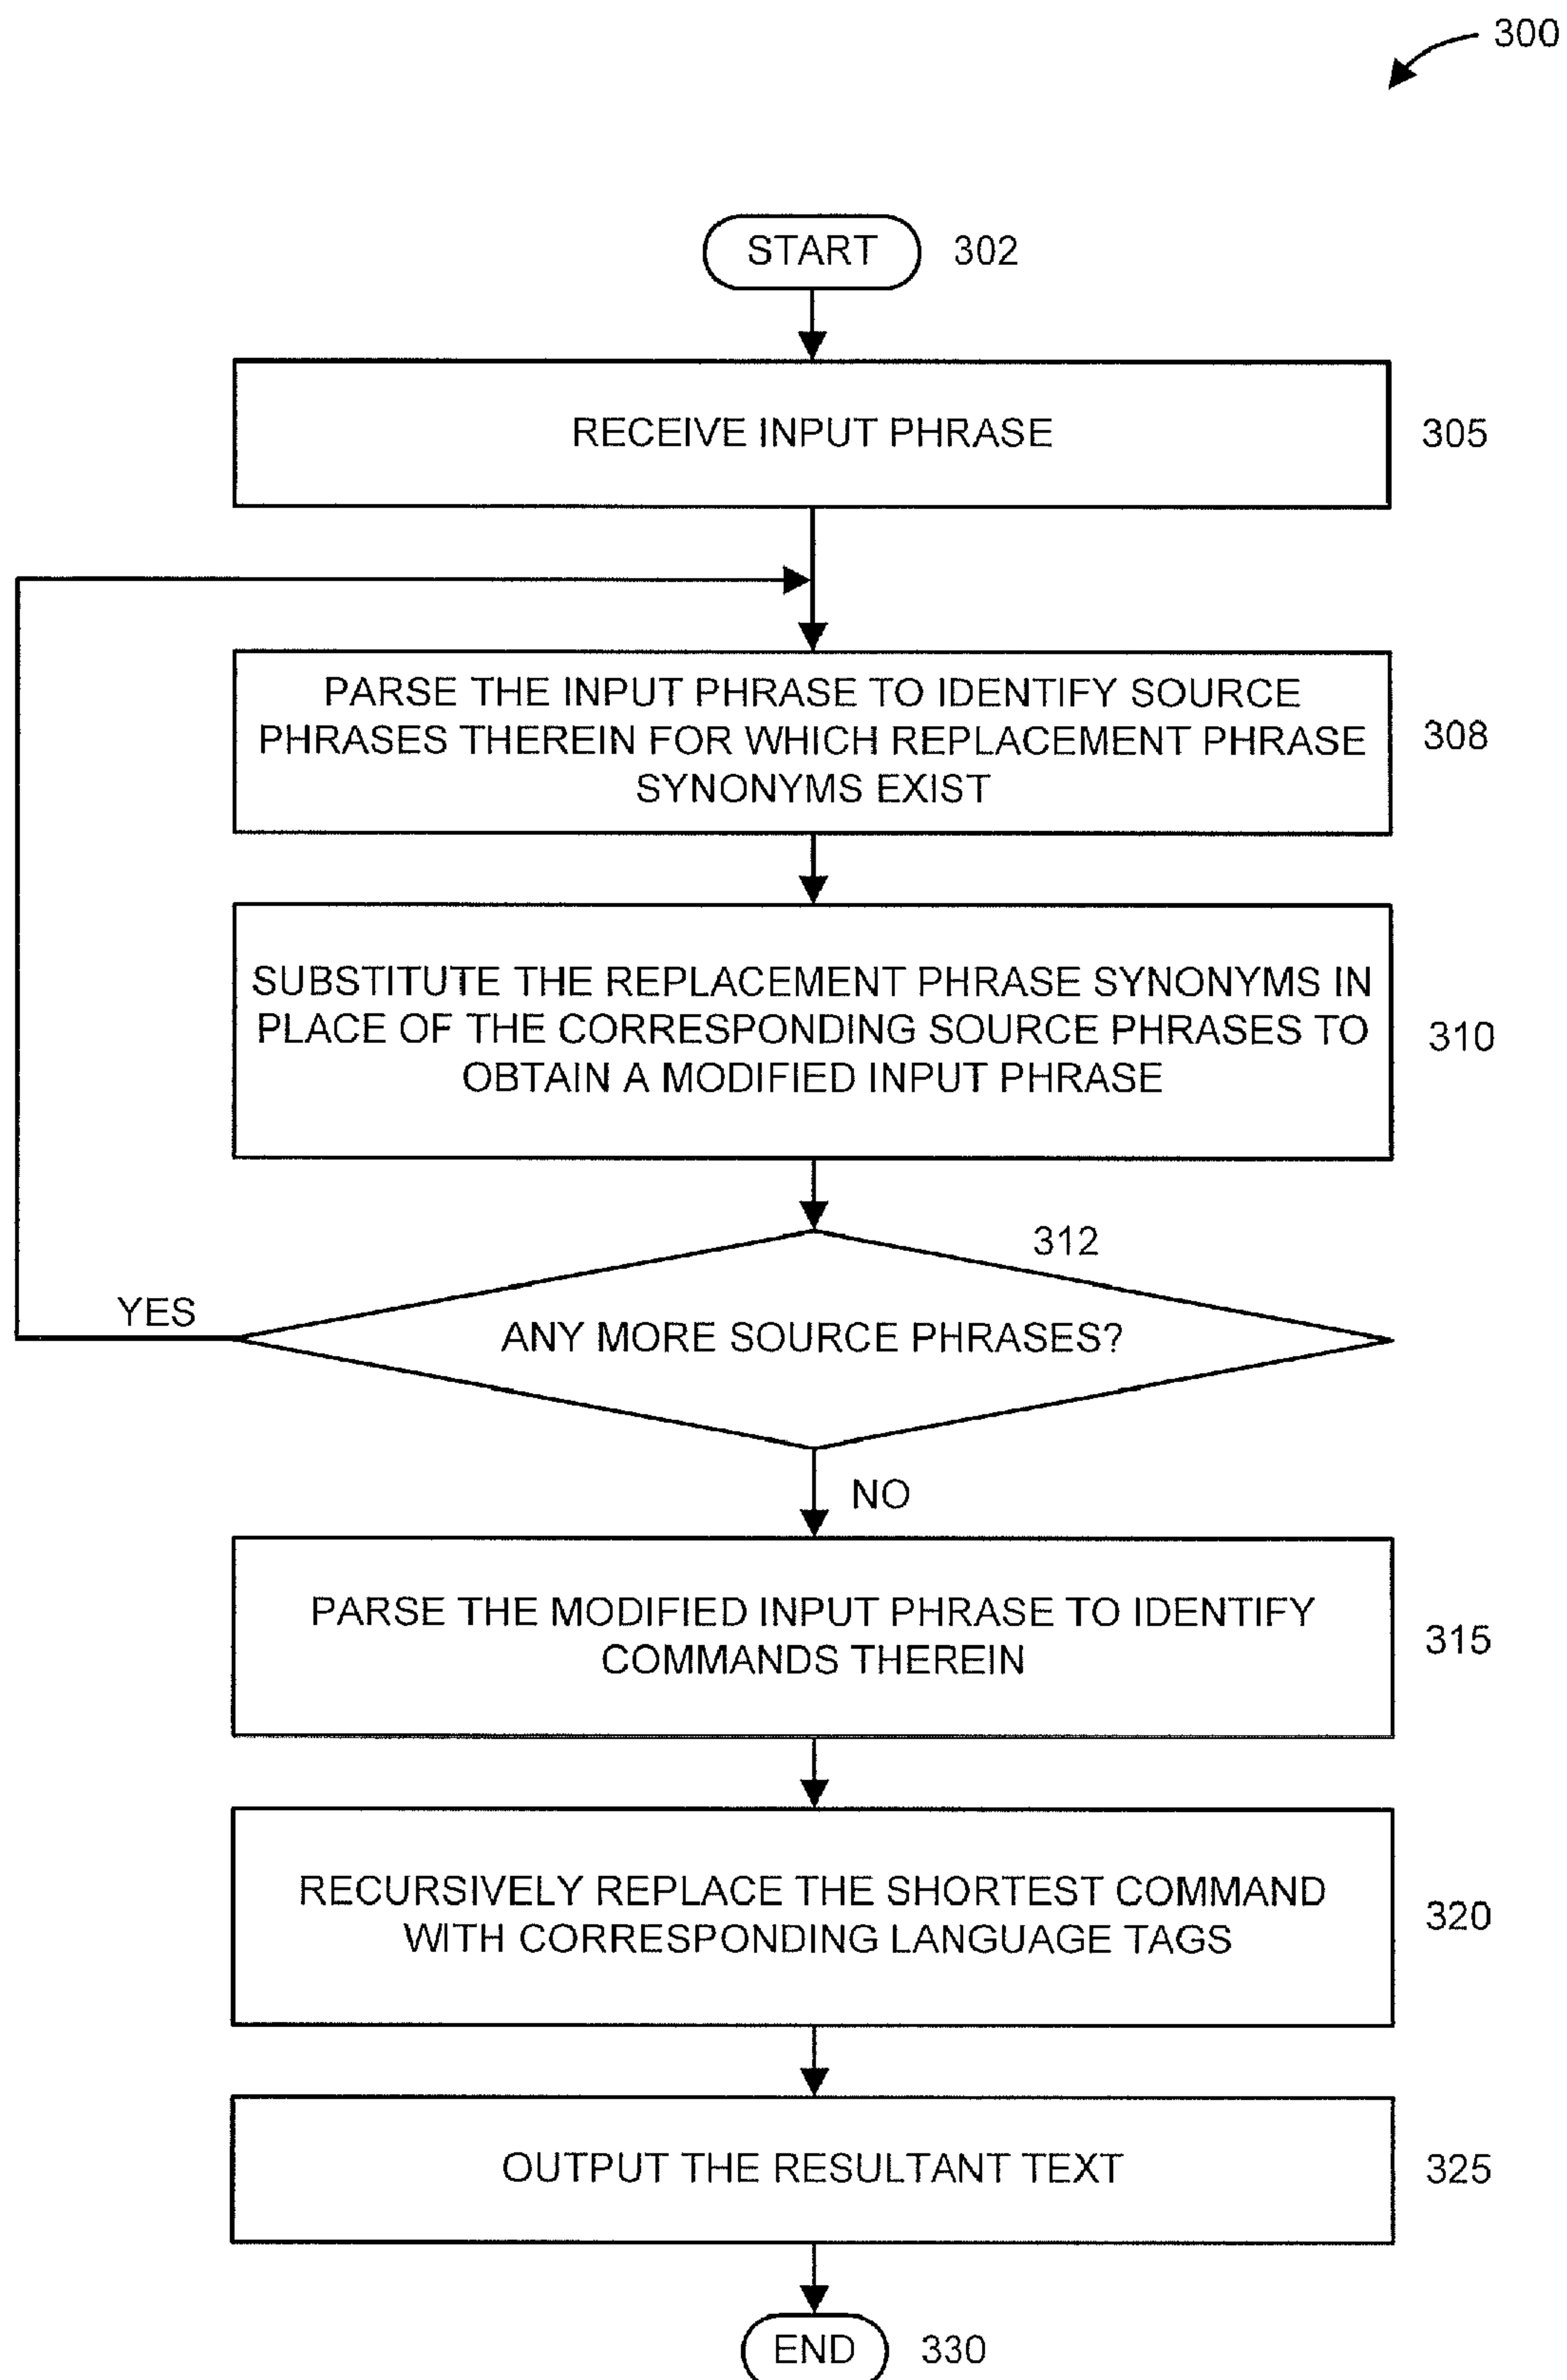 300
START 302
RECEIVE INPUT PHRASE 305
PARSE THE INPUT PHRASE TO IDENTIFY SOURCE
PHRASES THEREIN FOR WHICH REPLACEMENT PHRASE
SYNONYMS EXIST
308
SUBSTITUTE THE REPLACEMENT PHRASE SYNONYMS IN
PLACE OF THE CORRESPONDING SOURCE PHRASES TO
OBTAIN A MODIFIED INPUT PHRASE
310
312
YES
ANY MORE SOURCE PHRASES?
NO
PARSE THE MODIFIED INPUT PHRASE TO IDENTIFY
COMMANDS THEREIN
315
RECURSIVELY REPLACE THE SHORTEST COMMAND
WITH CORRESPONDING LANGUAGE TAGS
320
OUTPUT THE RESULTANT TEXT 325
END 330